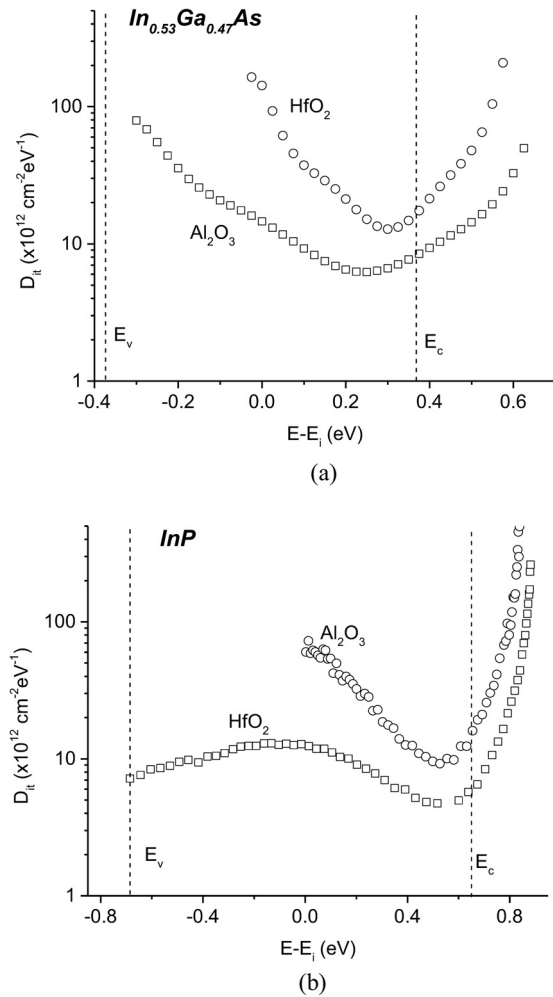 In0.53Ga0.47As
HfO2
100
Dit (x10^12 cm^-2eV^-1)
Al2O3
10
Ev
Ec
1
-0.4 -0.2 0.0 0.2 0.4 0.6
E-Ei (eV)
(a)
InP
Al2O3
100
HfO2
Dit (x10^12 cm^-2eV^-1)
10
Ev
Ec
1
-0.8 -0.4 0.0 0.4 0.8
E-Ei (eV)
(b)